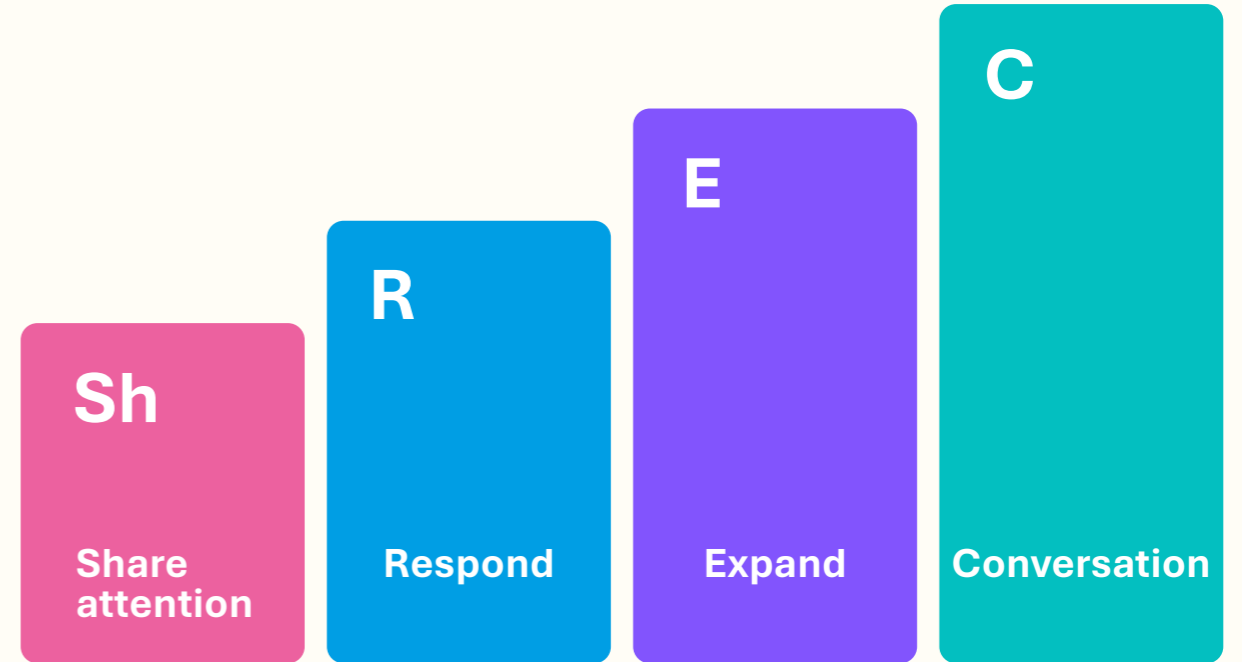 Sh
Share
attention
R
Respond
E
Expand
C
Conversation